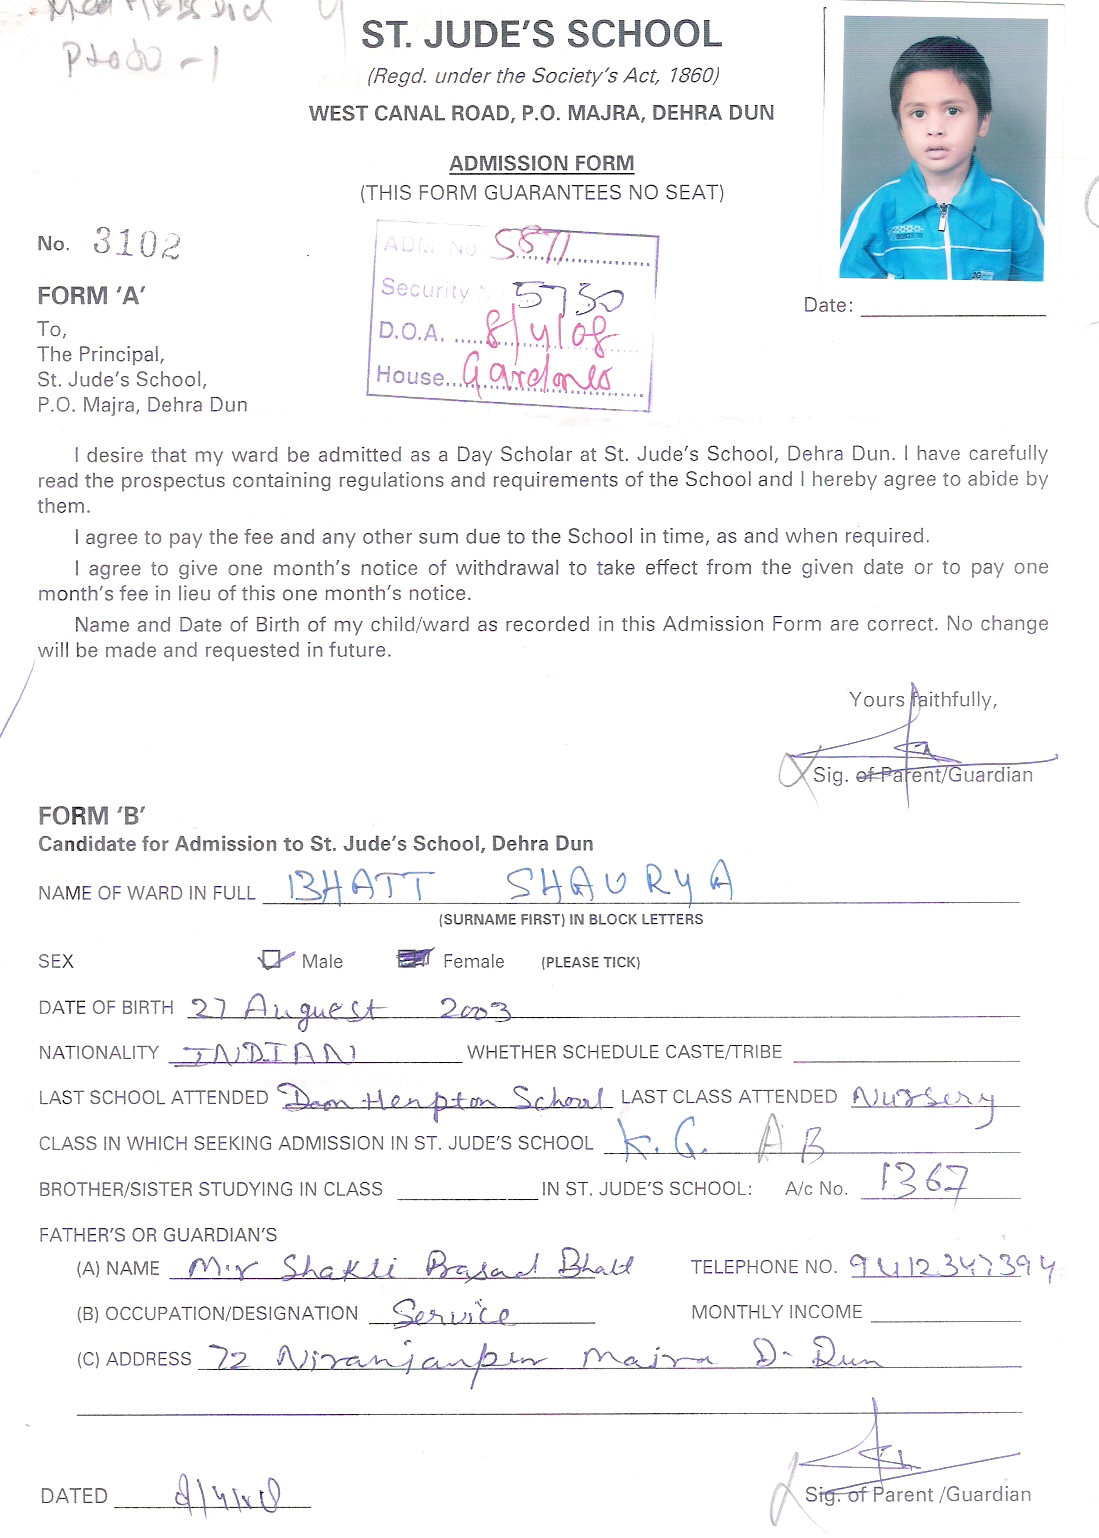 ST. JUDE'S SCHOOL
(Regd. under the Society's Act, 1860)
WEST CANAL ROAD, P.O. MAJRA, DEHRA DUN
ADMISSION FORM
(THIS FORM GUARANTEES NO SEAT)
No. 3102
ADM. No 5871
Security 5730
D.O.A. 8/4/08
House
Date:
FORM 'A'
To,
The Principal,
St. Jude's School,
P.O. Majra, Dehra Dun
I desire that my ward be admitted as a Day Scholar at St. Jude's School, Dehra Dun. I have carefully
read the prospectus containing regulations and requirements of the School and I hereby agree to abide by
them.
I agree to pay the fee and any other sum due to the School in time, as and when required.
I agree to give one month's notice of withdrawal to take effect from the given date or to pay one
month's fee in lieu of this one month's notice.
Name and Date of Birth of my child/ward as recorded in this Admission Form are correct. No change
will be made and requested in future.
Yours faithfully,
Sig. of Parent/Guardian
FORM 'B'
Candidate for Admission to St. Jude's School, Dehra Dun
NAME OF WARD IN FULL BHATT SHAURYA
(SURNAME FIRST) IN BLOCK LETTERS
SEX Male Female (PLEASE TICK)
DATE OF BIRTH 27 Auguest 2003
NATIONALITY INDIAN WHETHER SCHEDULE CASTE/TRIBE
LAST SCHOOL ATTENDED Doon Henpton School LAST CLASS ATTENDED Nursery
CLASS IN WHICH SEEKING ADMISSION IN ST. JUDE'S SCHOOL K.G. A B
BROTHER/SISTER STUDYING IN CLASS IN ST. JUDE'S SCHOOL: A/c No. 1367
FATHER'S OR GUARDIAN'S
(A) NAME Mr Shakti Basad Bhatt TELEPHONE NO. 9412347394
(B) OCCUPATION/DESIGNATION Service MONTHLY INCOME
(C) ADDRESS 72 Niranjanpur Majra D. Dun
DATED
Sig. of Parent /Guardian